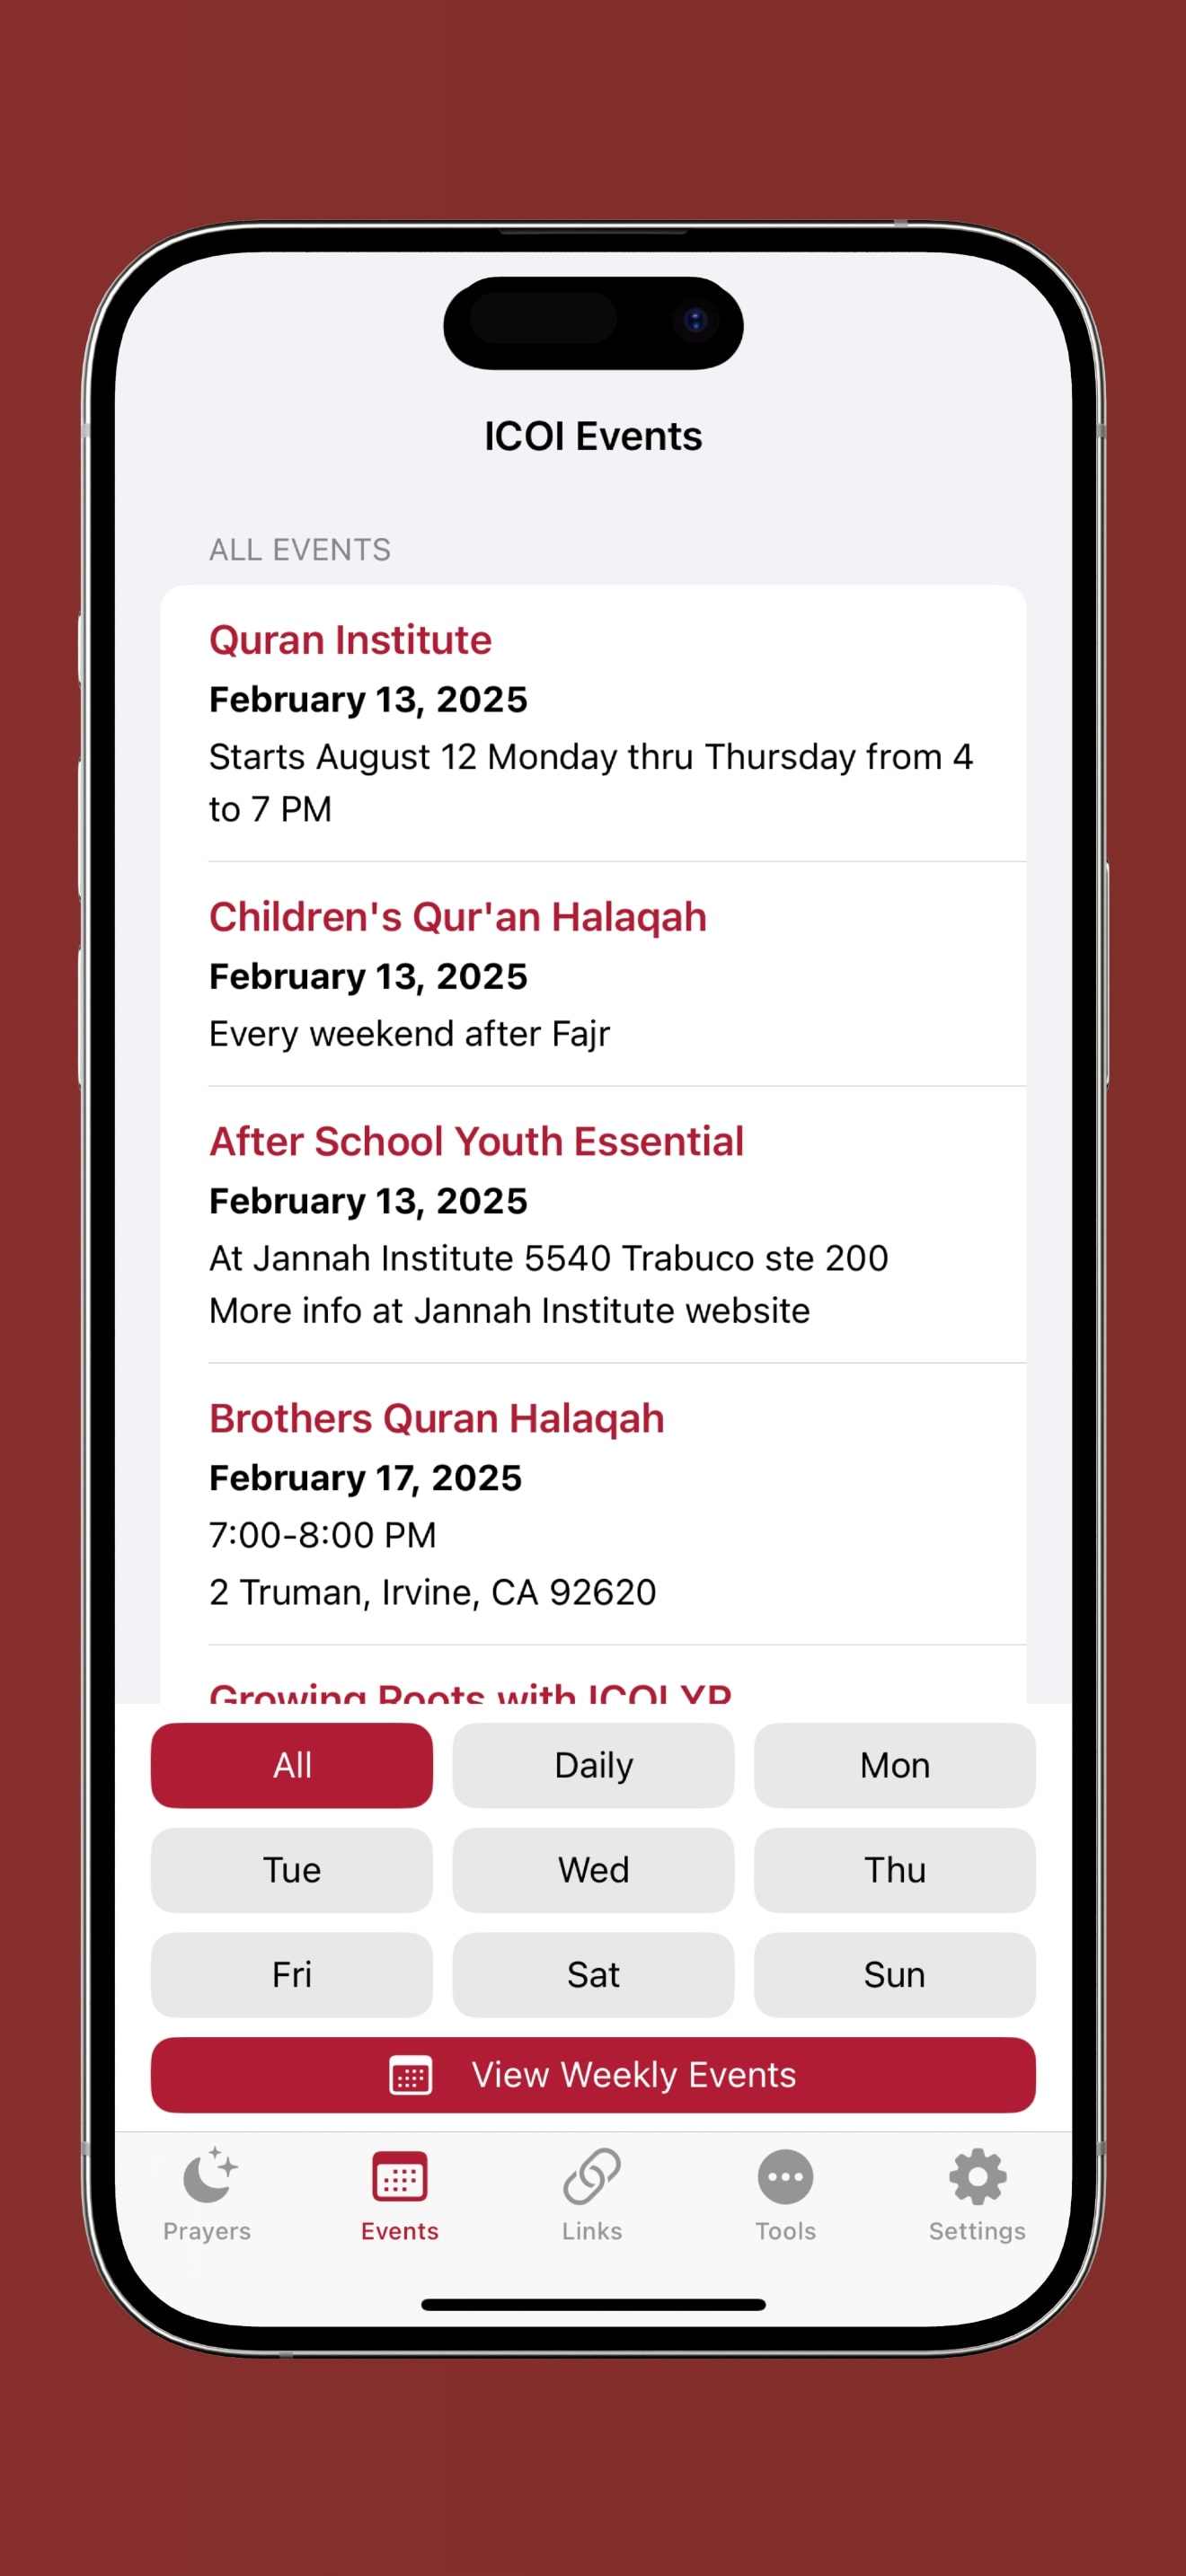 ICOI Events
ALL EVENTS
Quran Institute
February 13, 2025
Starts August 12 Monday thru Thursday from 4
to 7 PM
Children's Qur'an Halaqah
February 13, 2025
Every weekend after Fajr
After School Youth Essential
February 13, 2025
At Jannah Institute 5540 Trabuco ste 200
More info at Jannah Institute website
Brothers Quran Halaqah
February 17, 2025
7:00-8:00 PM
2 Truman, Irvine, CA 92620
Growing Roots with ICOI YP
All
Daily
Mon
Tue
Wed
Thu
Fri
Sat
Sun
View Weekly Events
Prayers
Events
Links
Tools
Settings